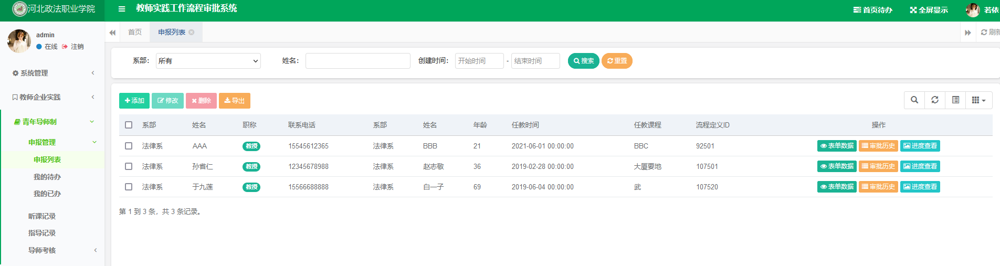 河北政法职业学院
教师实践工作流程审批系统
首页待办 全屏显示 若依
admin
在线 注销
系统管理
教师企业实践
青年导师制
申报管理
申报列表
我的待办
我的已办
听课记录
指导记录
导师考核
首页 申报列表 刷新
系部： 所有 姓名： 创建时间： 开始时间 - 结束时间 搜索 重置
添加 修改 删除 导出
系部 姓名 职称 联系电话 系部 姓名 年龄 任教时间 任教课程 流程定义ID 操作
法律系 AAA 教授 15545612365 法律系 BBB 21 2021-06-01 00:00:00 BBC 92501 表单数据 审批历史 进度查看
法律系 孙省仁 教授 12345678988 法律系 赵志敬 36 2019-02-28 00:00:00 大厦要地 107501 表单数据 审批历史 进度查看
法律系 于九莲 教授 15566688888 法律系 白一子 69 2019-06-04 00:00:00 武 107520 表单数据 审批历史 进度查看
第 1 到 3 条，共 3 条记录。